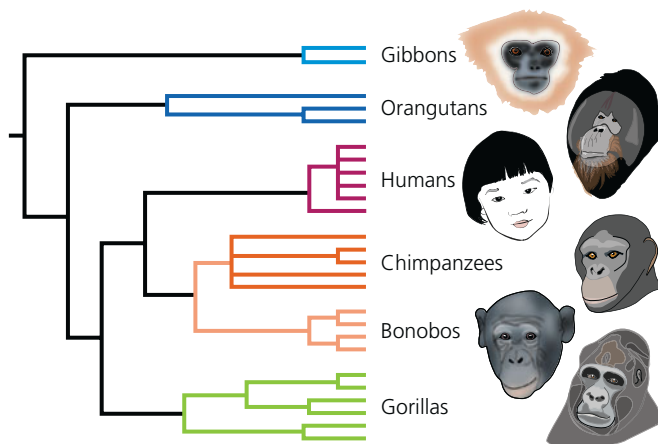 Gibbons
Orangutans
Humans
Chimpanzees
Bonobos
Gorillas